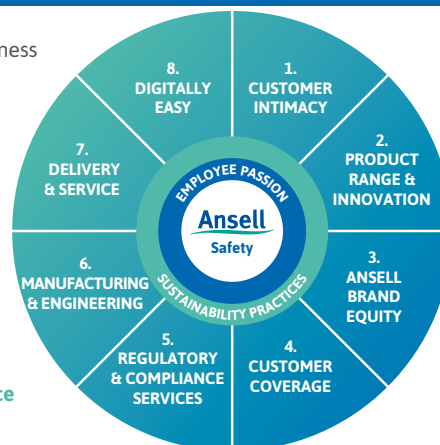 ness
8.
DIGITALLY
EASY
1.
CUSTOMER
INTIMACY
2.
PRODUCT
RANGE &
INNOVATION
3.
ANSELL
BRAND
EQUITY
4.
CUSTOMER
COVERAGE
5.
REGULATORY
& COMPLIANCE
SERVICES
6.
MANUFACTURING
& ENGINEERING
7.
DELIVERY
& SERVICE
EMPLOYEE PASSION
Ansell
Safety
SUSTAINABILITY PRACTICES
ce